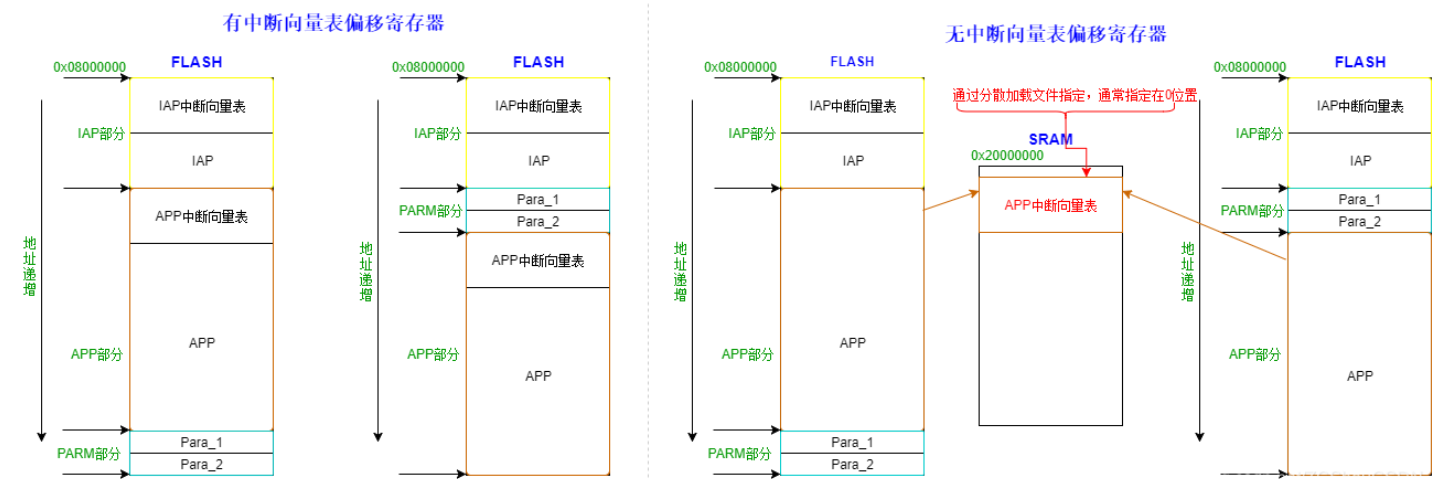 有中断向量表偏移寄存器
0x08000000
FLASH
IAP中断向量表
IAP部分
IAP
APP中断向量表
地址递增
APP部分
APP
PARM部分
Para_1
Para_2
0x08000000
FLASH
IAP中断向量表
IAP部分
IAP
PARM部分
Para_1
Para_2
APP中断向量表
地址递增
APP部分
APP
无中断向量表偏移寄存器
0x08000000
FLASH
IAP中断向量表
IAP部分
IAP
地址递增
APP部分
APP
PARM部分
Para_1
Para_2
通过分散加载文件指定，通常指定在0位置
SRAM
0x20000000
APP中断向量表
0x08000000
FLASH
IAP中断向量表
IAP部分
IAP
PARM部分
Para_1
Para_2
地址递增
APP部分
APP